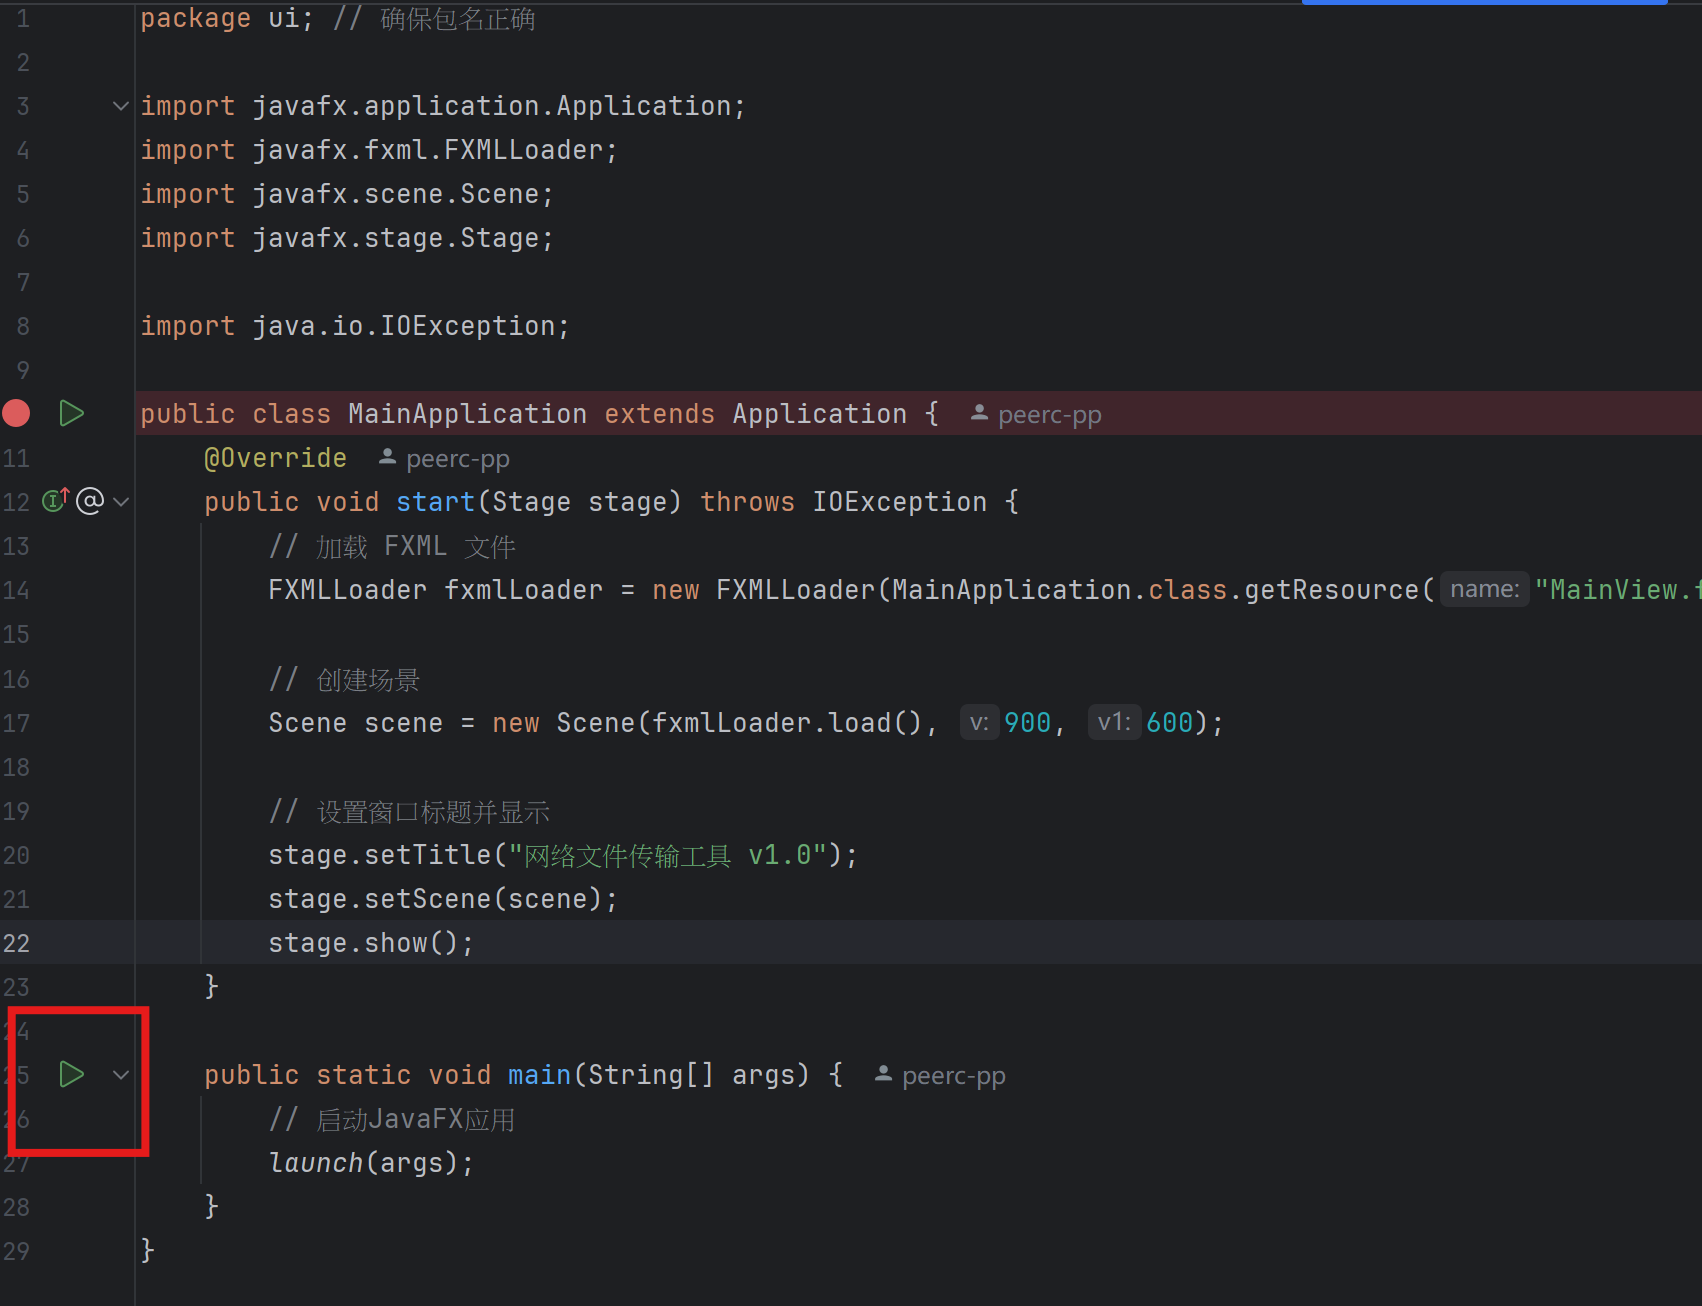 1 package ui; // 确保包名正确
2
3 import javafx.application.Application;
4 import javafx.fxml.FXMLLoader;
5 import javafx.scene.Scene;
6 import javafx.stage.Stage;
7
8 import java.io.IOException;
9
public class MainApplication extends Application { peerc-pp
11 @Override peerc-pp
12 public void start(Stage stage) throws IOException {
13 // 加载 FXML 文件
14 FXMLLoader fxmlLoader = new FXMLLoader(MainApplication.class.getResource( name: "MainView.f
15
16 // 创建场景
17 Scene scene = new Scene(fxmlLoader.load(), v: 900, v1: 600);
18
19 // 设置窗口标题并显示
20 stage.setTitle("网络文件传输工具 v1.0");
21 stage.setScene(scene);
22 stage.show();
23 }
24
25 public static void main(String[] args) { peerc-pp
26 // 启动JavaFX应用
27 launch(args);
28 }
29 }